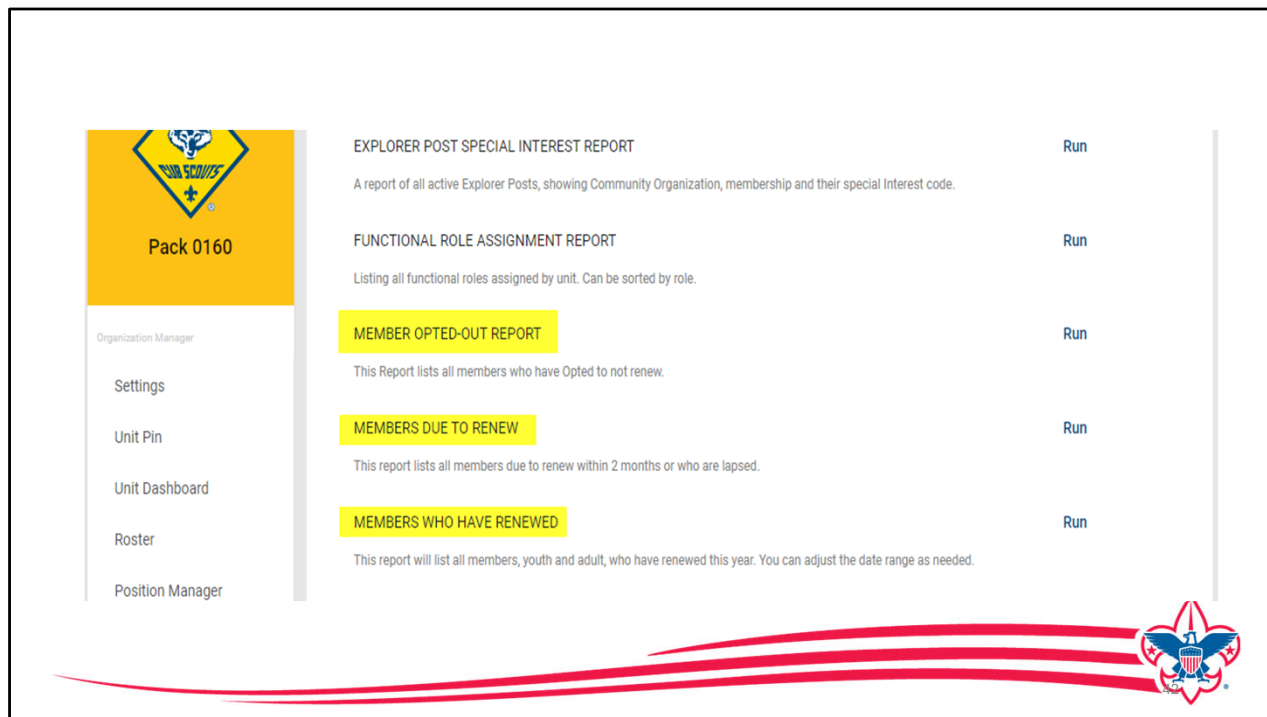 CUB SCOUTS
®
Pack 0160
Organization Manager
Settings
Unit Pin
Unit Dashboard
Roster
Position Manager
EXPLORER POST SPECIAL INTEREST REPORT
Run
A report of all active Explorer Posts, showing Community Organization, membership and their special Interest code.
FUNCTIONAL ROLE ASSIGNMENT REPORT
Run
Listing all functional roles assigned by unit. Can be sorted by role.
MEMBER OPTED-OUT REPORT
Run
This Report lists all members who have Opted to not renew.
MEMBERS DUE TO RENEW
Run
This report lists all members due to renew within 2 months or who are lapsed.
MEMBERS WHO HAVE RENEWED
Run
This report will list all members, youth and adult, who have renewed this year. You can adjust the date range as needed.
42
®